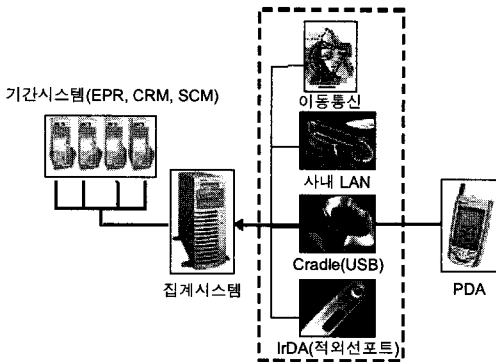 기간시스템(EPR, CRM, SCM)
이동통신
사내 LAN
Cradle(USB)
IrDA(적외선포트)
집계시스템
PDA